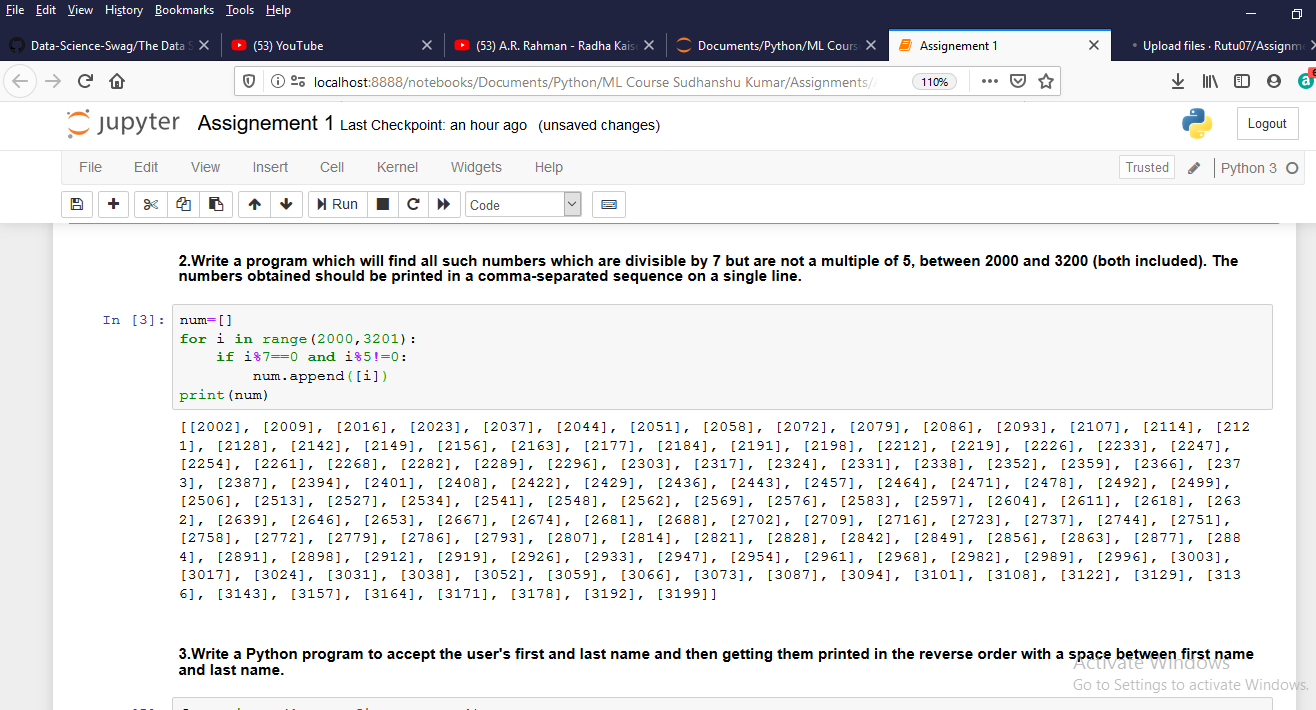 File Edit View History Bookmarks Tools Help
Data-Science-Swag/The Data S
(53) YouTube
(53) A.R. Rahman - Radha Kais
Documents/Python/ML Cours
Assignement 1
Upload files · Rutu07/Assignm
localhost:8888/notebooks/Documents/Python/ML Course Sudhanshu Kumar/Assignments/
110%
jupyter Assignement 1 Last Checkpoint: an hour ago (unsaved changes)
Logout
File Edit View Insert Cell Kernel Widgets Help
Trusted
Python 3
Run
Code
2.Write a program which will find all such numbers which are divisible by 7 but are not a multiple of 5, between 2000 and 3200 (both included). The
numbers obtained should be printed in a comma-separated sequence on a single line.
In [3]:
num=[]
for i in range(2000,3201):
    if i%7==0 and i%5!=0:
        num.append([i])
print(num)
[[2002], [2009], [2016], [2023], [2037], [2044], [2051], [2058], [2072], [2079], [2086], [2093], [2107], [2114], [212
1], [2128], [2142], [2149], [2156], [2163], [2177], [2184], [2191], [2198], [2212], [2219], [2226], [2233], [2247],
[2254], [2261], [2268], [2282], [2289], [2296], [2303], [2317], [2324], [2331], [2338], [2352], [2359], [2366], [237
3], [2387], [2394], [2401], [2408], [2422], [2429], [2436], [2443], [2457], [2464], [2471], [2478], [2492], [2499],
[2506], [2513], [2527], [2534], [2541], [2548], [2562], [2569], [2576], [2583], [2597], [2604], [2611], [2618], [263
2], [2639], [2646], [2653], [2667], [2674], [2681], [2688], [2702], [2709], [2716], [2723], [2737], [2744], [2751],
[2758], [2772], [2779], [2786], [2793], [2807], [2814], [2821], [2828], [2842], [2849], [2856], [2863], [2877], [288
4], [2891], [2898], [2912], [2919], [2926], [2933], [2947], [2954], [2961], [2968], [2982], [2989], [2996], [3003],
[3017], [3024], [3031], [3038], [3052], [3059], [3066], [3073], [3087], [3094], [3101], [3108], [3122], [3129], [313
6], [3143], [3157], [3164], [3171], [3178], [3192], [3199]]
3.Write a Python program to accept the user's first and last name and then getting them printed in the reverse order with a space between first name
and last name.
Activate Windows
Go to Settings to activate Windows.